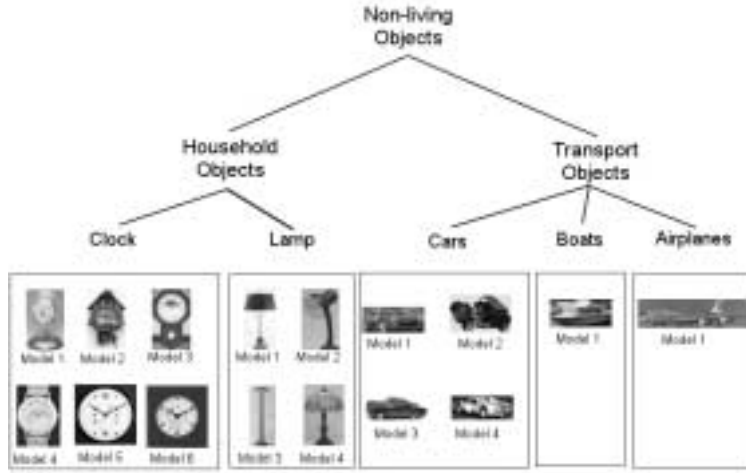 Non-living
Objects
Household
Objects
Transport
Objects
Clock
Lamp
Cars
Boats
Airplanes
Model 1
Model 2
Model 3
Model 4
Model 5
Model 6
Model 1
Model 2
Model 3
Model 4
Model 1
Model 2
Model 3
Model 4
Model 1
Model 1